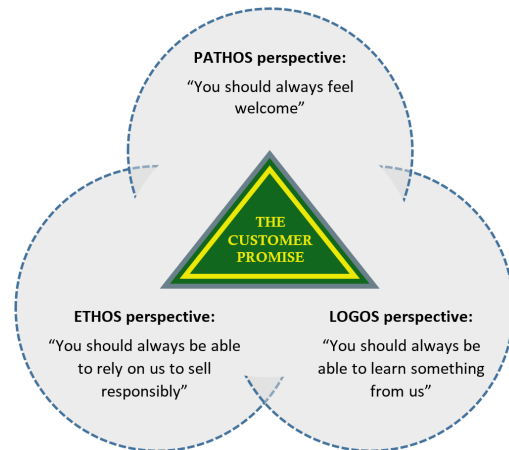 PATHOS perspective:
“You should always feel
welcome”
THE
CUSTOMER
PROMISE
ETHOS perspective:
“You should always be able
to rely on us to sell
responsibly”
LOGOS perspective:
“You should always be
able to learn something
from us”